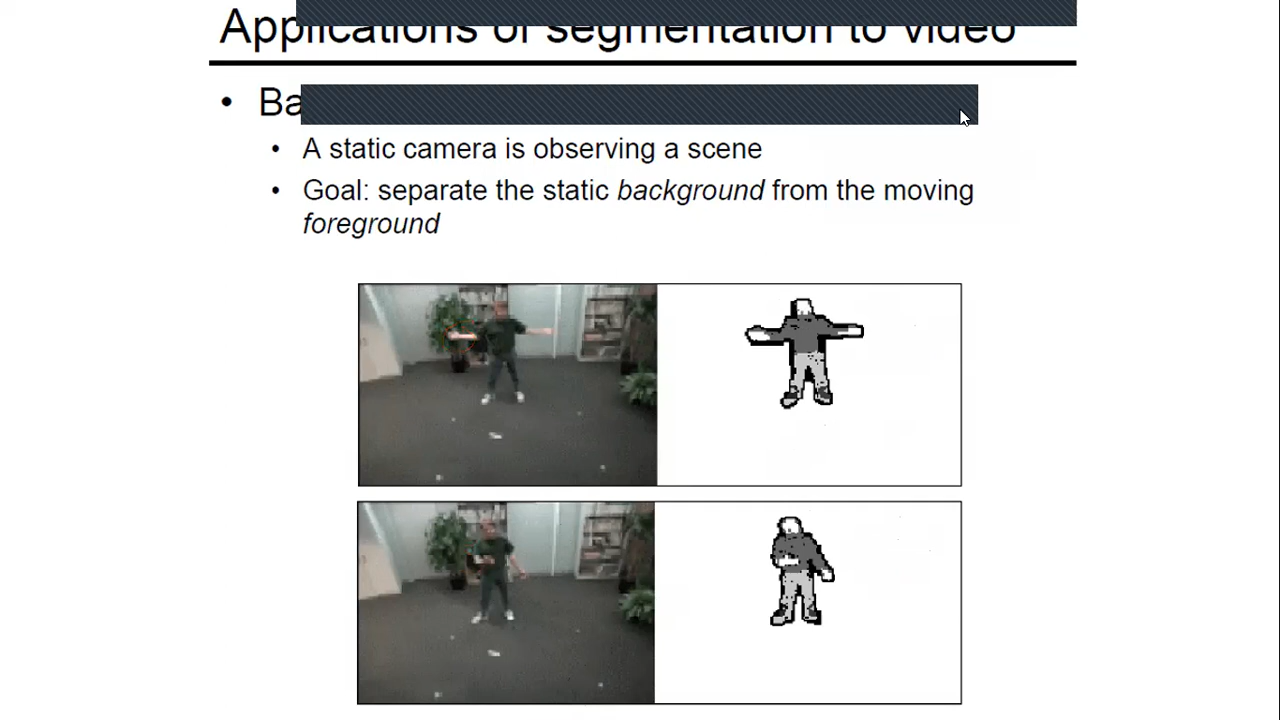 Applications of segmentation to video
• Ba
• A static camera is observing a scene
• Goal: separate the static background from the moving
foreground